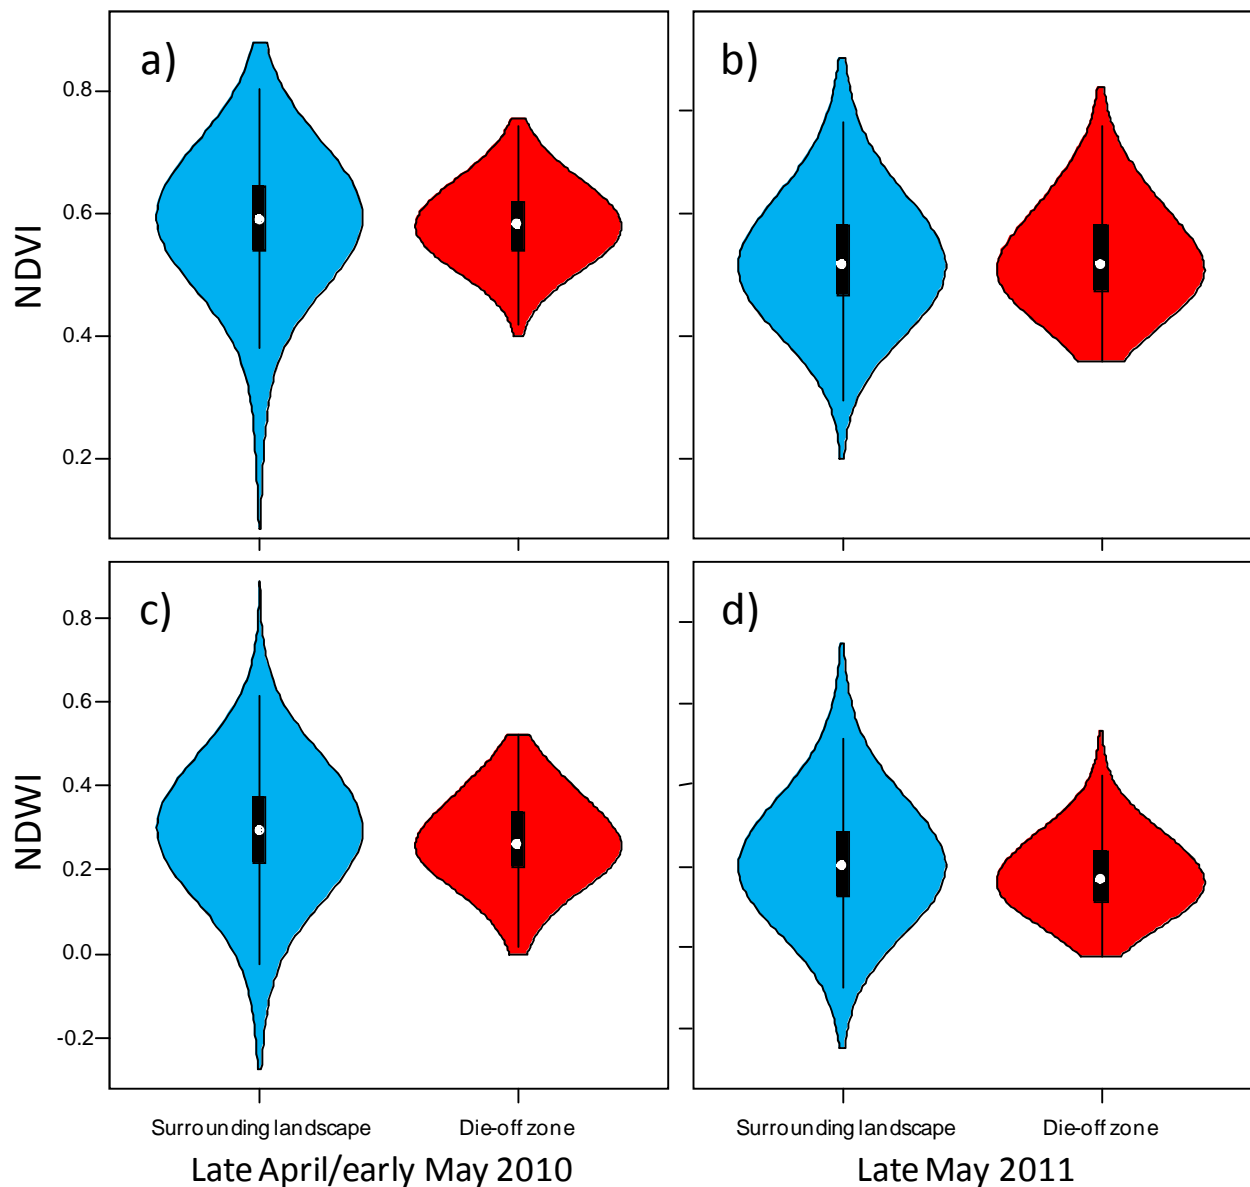 a)
b)
NDVI
0.8
0.6
0.4
0.2
c)
d)
NDWI
0.8
0.6
0.4
0.2
0.0
-0.2
Surrounding landscape
Die-off zone
Surrounding landscape
Die-off zone
Late April/early May 2010
Late May 2011